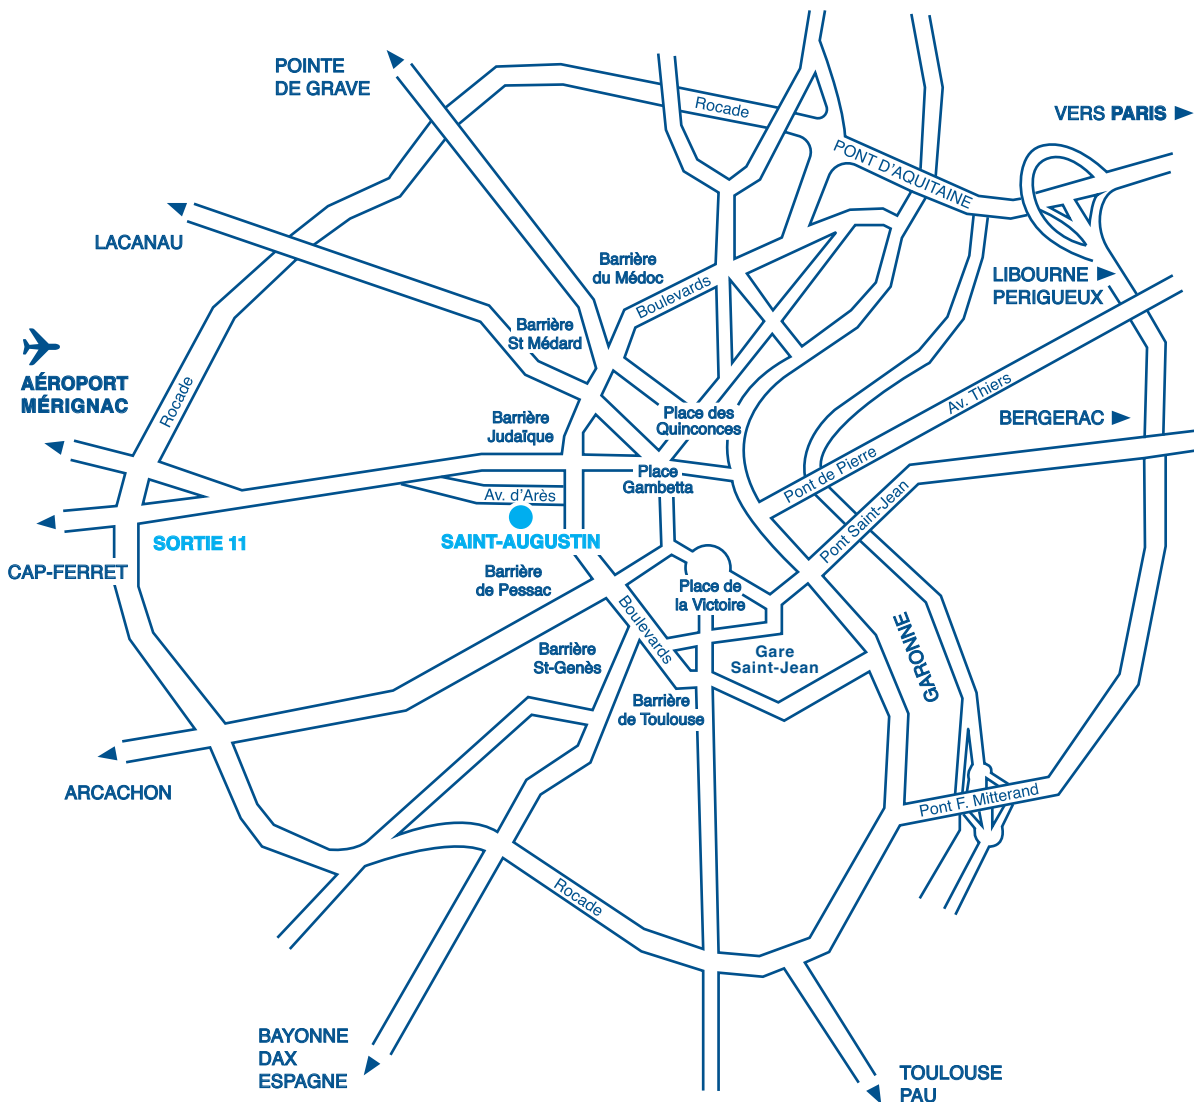 POINTE
DE GRAVE
Rocade
VERS PARIS
PONT D'AQUITAINE
LACANAU
Barrière
du Médoc
LIBOURNE
PERIGUEUX
Boulevards
Barrière
St Médard
AÉROPORT
MÉRIGNAC
Rocade
Av. Thiers
Place des
Quinconces
BERGERAC
Barrière
Judaïque
Place
Gambetta
Pont de Pierre
Av. d'Arès
Pont Saint-Jean
SORTIE 11
SAINT-AUGUSTIN
CAP-FERRET
Barrière
de Pessac
Place de
la Victoire
Boulevards
GARONNE
Barrière
St-Genès
Gare
Saint-Jean
Barrière
de Toulouse
ARCACHON
Pont F. Mitterand
Rocade
BAYONNE
DAX
ESPAGNE
TOULOUSE
PAU